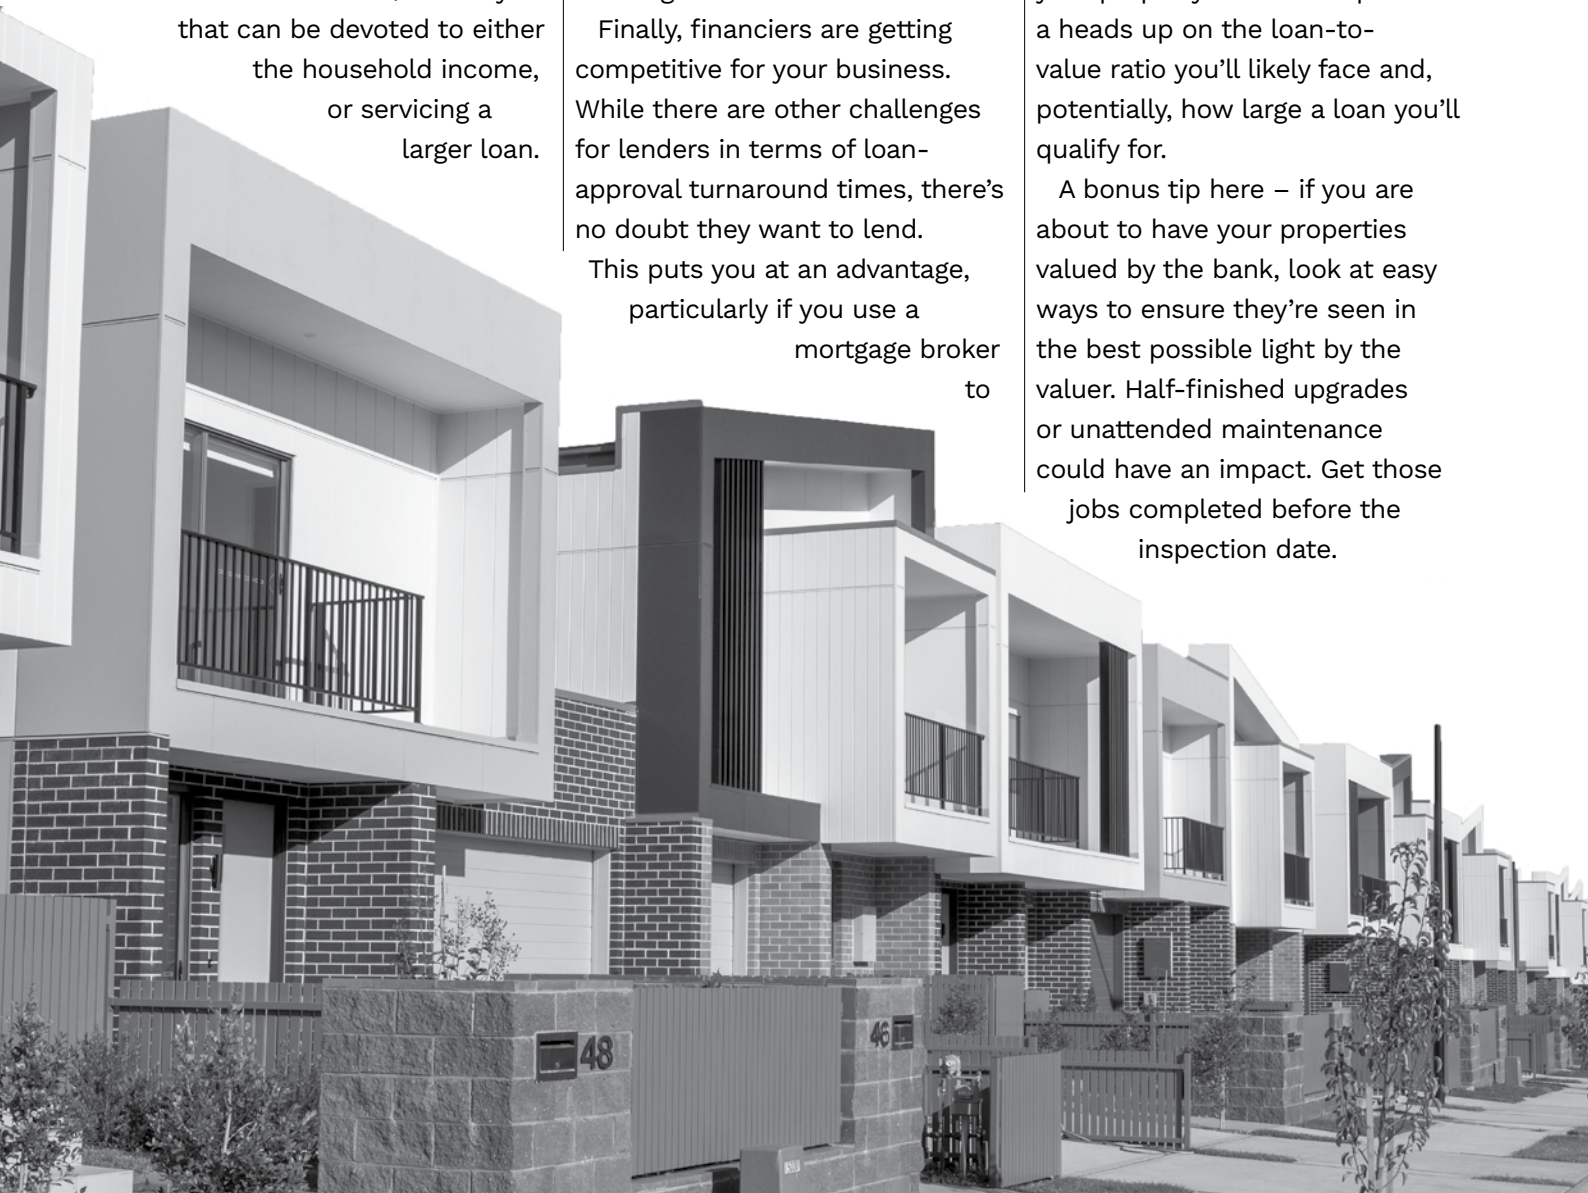 that can be devoted to either
the household income,
or servicing a
larger loan.
Finally, financiers are getting
competitive for your business.
While there are other challenges
for lenders in terms of loan-
approval turnaround times, there’s
no doubt they want to lend.
This puts you at an advantage,
particularly if you use a
mortgage broker
to
a heads up on the loan-to-
value ratio you’ll likely face and,
potentially, how large a loan you’ll
qualify for.
A bonus tip here – if you are
about to have your properties
valued by the bank, look at easy
ways to ensure they’re seen in
the best possible light by the
valuer. Half-finished upgrades
or unattended maintenance
could have an impact. Get those
jobs completed before the
inspection date.
48
46